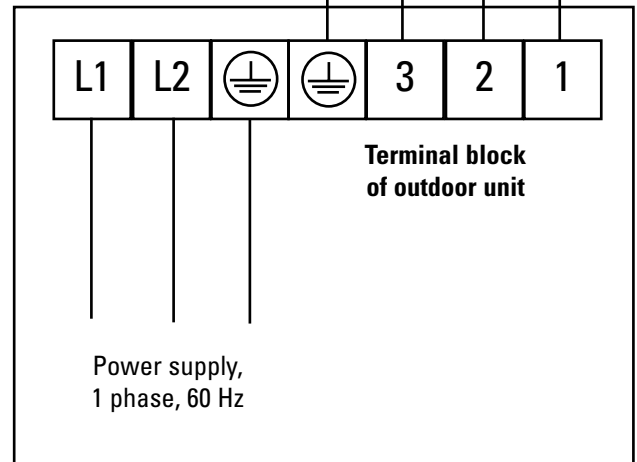 L1 L2 3 2 1
Terminal block
of outdoor unit
Power supply,
1 phase, 60 Hz